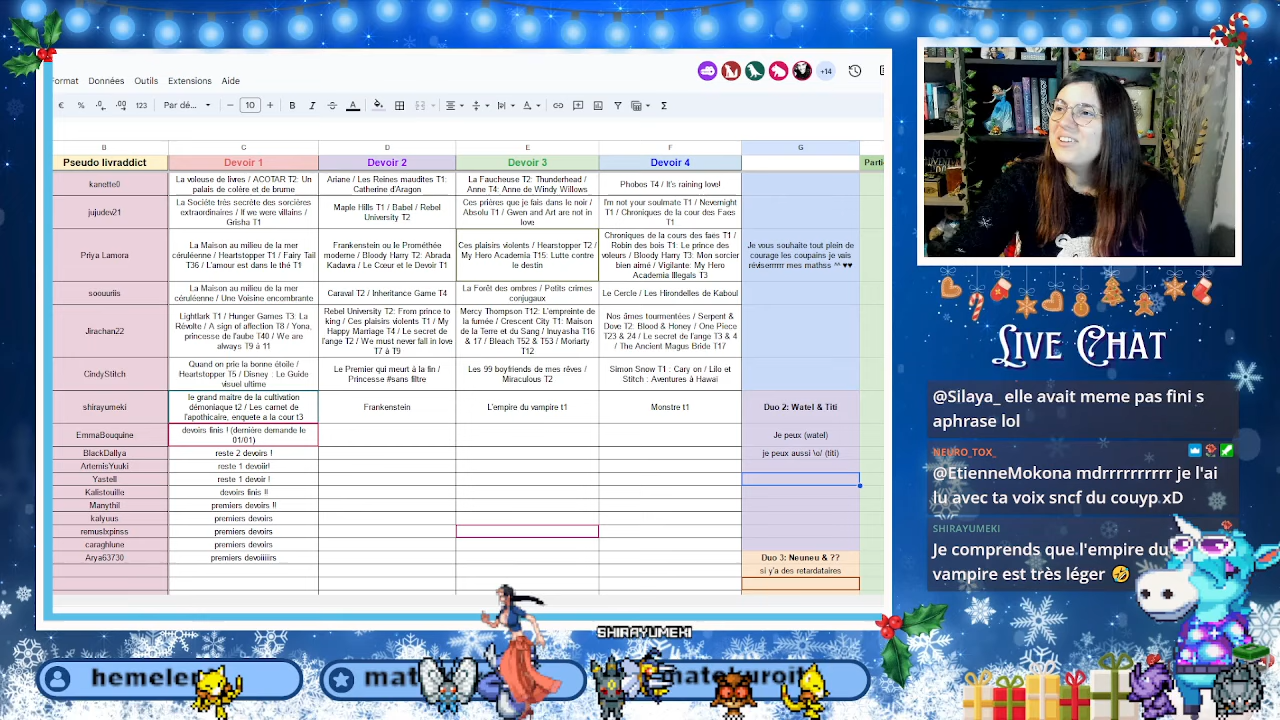 ormat Données Outils Extensions Aide
+14
€ % .0 .00 123 Par dé... 10 B I A Σ
B C D E F G
Pseudo livraddict Devoir 1 Devoir 2 Devoir 3 Devoir 4 Parti
kanotte0
La voleuse de livres / ACOTAR T2: Un
palais de colère et de brume
Ariane / Les Reines maudites T1:
Catherine d'Aragon
La Faucheuse T2: Thunderhead /
Anne T4: Anne de Windy Willows
Phobos T4 / It's raining love!
jujudev21
La Société très secrète des sorcières
extraordinaires / If we were villains /
Grisha T1
Maple Hills T1 / Babel / Rebel
University T2
Ces prières que je fais dans le noir /
Absolu T1 / Gwen and Art are not in
love
I'm not your soulmate T1 / Nevernight
T1 / Chroniques de la cour des Faes
T1
Priya Lamora
La Maison au milieu de la mer
céruléenne / Heartstopper T1 / Fairy Tail
T36 / L'amour est dans le thé T1
Frankenstein ou le Prométhée
moderne / Bloody Harry T2: Abrada
Kadavra / Le Cœur et le Devoir T1
Ces plaisirs violents / Hearstopper T2 /
My Hero Academia T15: Lutte contre
le destin
Chroniques de la cours des faes T1 /
Robin des bois T1: Le prince des
voleurs / Bloody Harry T3: Mon sorcier
bien aimé / Vigilante: My Hero
Academia Illegals T3
Je vous souhaite tout plein de
courage les coupains je vais
réviserrrrrr mes mathss ^^ ♥♥
soouuriis
La Maison au milieu de la mer
céruléenne / Une Voisine encombrante
Caraval T2 / Inheritance Game T4
La Forêt des ombres / Petits crimes
conjugaux
Le Cercle / Les Hirondelles de Kaboul
Jirachan22
Lightlark T1 / Hunger Games T3: La
Révolte / A sign of affection T8 / Yona,
princesse de l'aube T40 / We are
always T9 à 11
Rebel University T2: From prince to
king / Ces plaisirs violents T1 / My
Happy Marriage T4 / Le secret de
l'ange T2 / We must never fall in love
T7 à T9
Mercy Thompson T12: L'empreinte de
la fumée / Crescent City T1: Maison
de la Terre et du Sang / Inuyasha T16
& 17 / Bleach T52 & T53 / Moriarty
T12
Nos âmes tourmentées / Serpent &
Dove T2: Blood & Honey / One Piece
T23 & 24 / Le secret de l'ange T3 & 4
/ The Ancient Magus Bride T17
CindyStitch
Quand on prie la bonne étoile /
Heartstopper T5 / Disney : Le Guide
visuel ultime
Le Premier qui meurt à la fin /
Princesse #sans filtre
Les 99 boyfriends de mes rêves /
Miraculous T2
Simon Snow T1 : Cary on / Lilo et
Stitch : Aventures à Hawai
shirayumeki
le grand maitre de la cultivation
démoniaque t2 / Les carnet de
l'apothicaire, enquete a la cour t3
Frankenstein
L'empire du vampire t1
Monstre t1
Duo 2: Watel & Titi
EmmaBouquine
devoirs finis ! (dernière demande le
01/01)
Je peux (watel)
BlackDallya reste 2 devoirs ! je peux aussi \o/ (titi)
ArtemisYuuki reste 1 devoir!
Yastell reste 1 devoir !
Kalistouille devoirs finis !!
Manythil premiers devoirs !!
kalyuus premiers devoirs
remuslxpinss premiers devoirs
caraghlune premiers devoirs
Arya63730 premiers devoiiiirs Duo 3: Neuneu & ??
si y'a des retardataires
LIVE CHAT
@Silaya_ elle avait meme pas fini s
aphrase lol
NEURO_TOX_
@EtienneMokona mdrrrrrrrrrr je l'ai
lu avec ta voix sncf du couyp xD
SHIRAYUMEKI
Je comprends que l'empire du
vampire est très léger 🤣
SHIRAYUMEKI
hemeler
mat